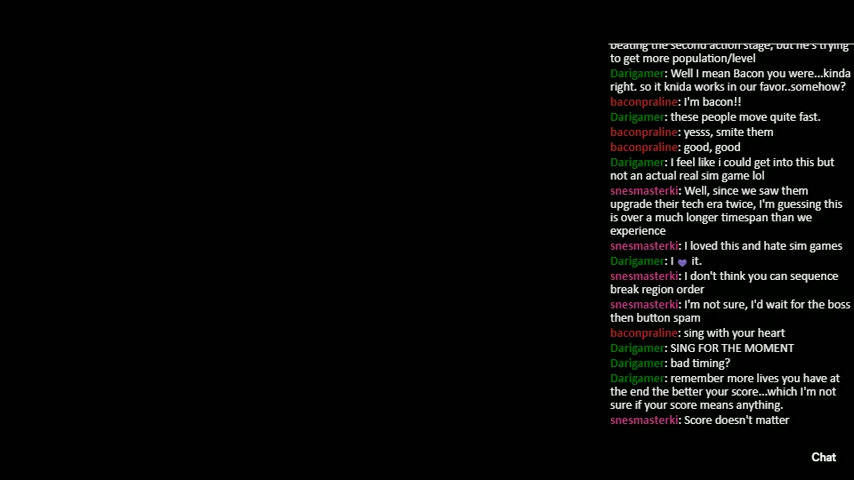 beating the second action stage, but he's trying
to get more population/level
Darigamer: Well I mean Bacon you were...kinda
right. so it knida works in our favor..somehow?
baconpraline: I'm bacon!!
Darigamer: these people move quite fast.
baconpraline: yesss, smite them
baconpraline: good, good
Darigamer: I feel like i could get into this but
not an actual real sim game lol
snesmasterki: Well, since we saw them
upgrade their tech era twice, I'm guessing this
is over a much longer timespan than we
experience
snesmasterki: I loved this and hate sim games
Darigamer: I 💜 it.
snesmasterki: I don't think you can sequence
break region order
snesmasterki: I'm not sure, I'd wait for the boss
then button spam
baconpraline: sing with your heart
Darigamer: SING FOR THE MOMENT
Darigamer: bad timing?
Darigamer: remember more lives you have at
the end the better your score...which I'm not
sure if your score means anything.
snesmasterki: Score doesn't matter
Chat